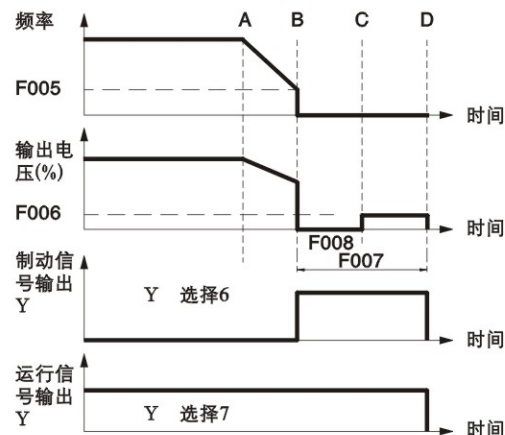 频率
A B C D
F005
时间
输出电
压(%)
F006
时间
F008
F007
制动信
号输出
Y
Y 选择6
时间
运行信
号输出
Y
Y 选择7
时间